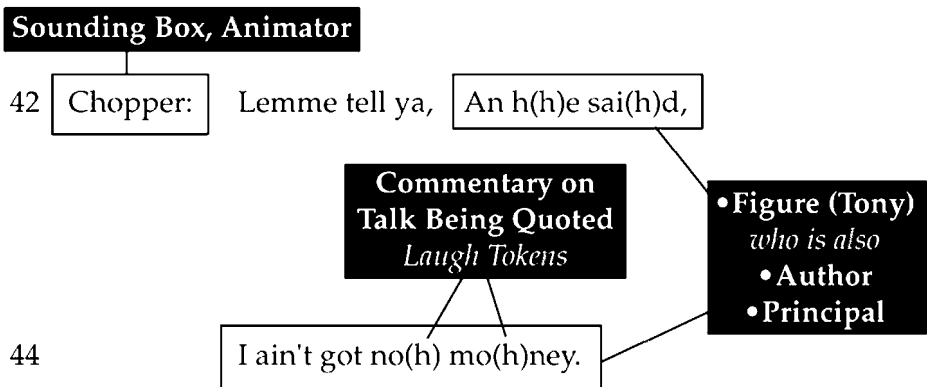 Sounding Box, Animator
42 Chopper: Lemme tell ya, An h(h)e sai(h)d,
Commentary on
Talk Being Quoted
Laugh Tokens
•Figure (Tony)
who is also
•Author
•Principal
44 I ain't got no(h) mo(h)ney.